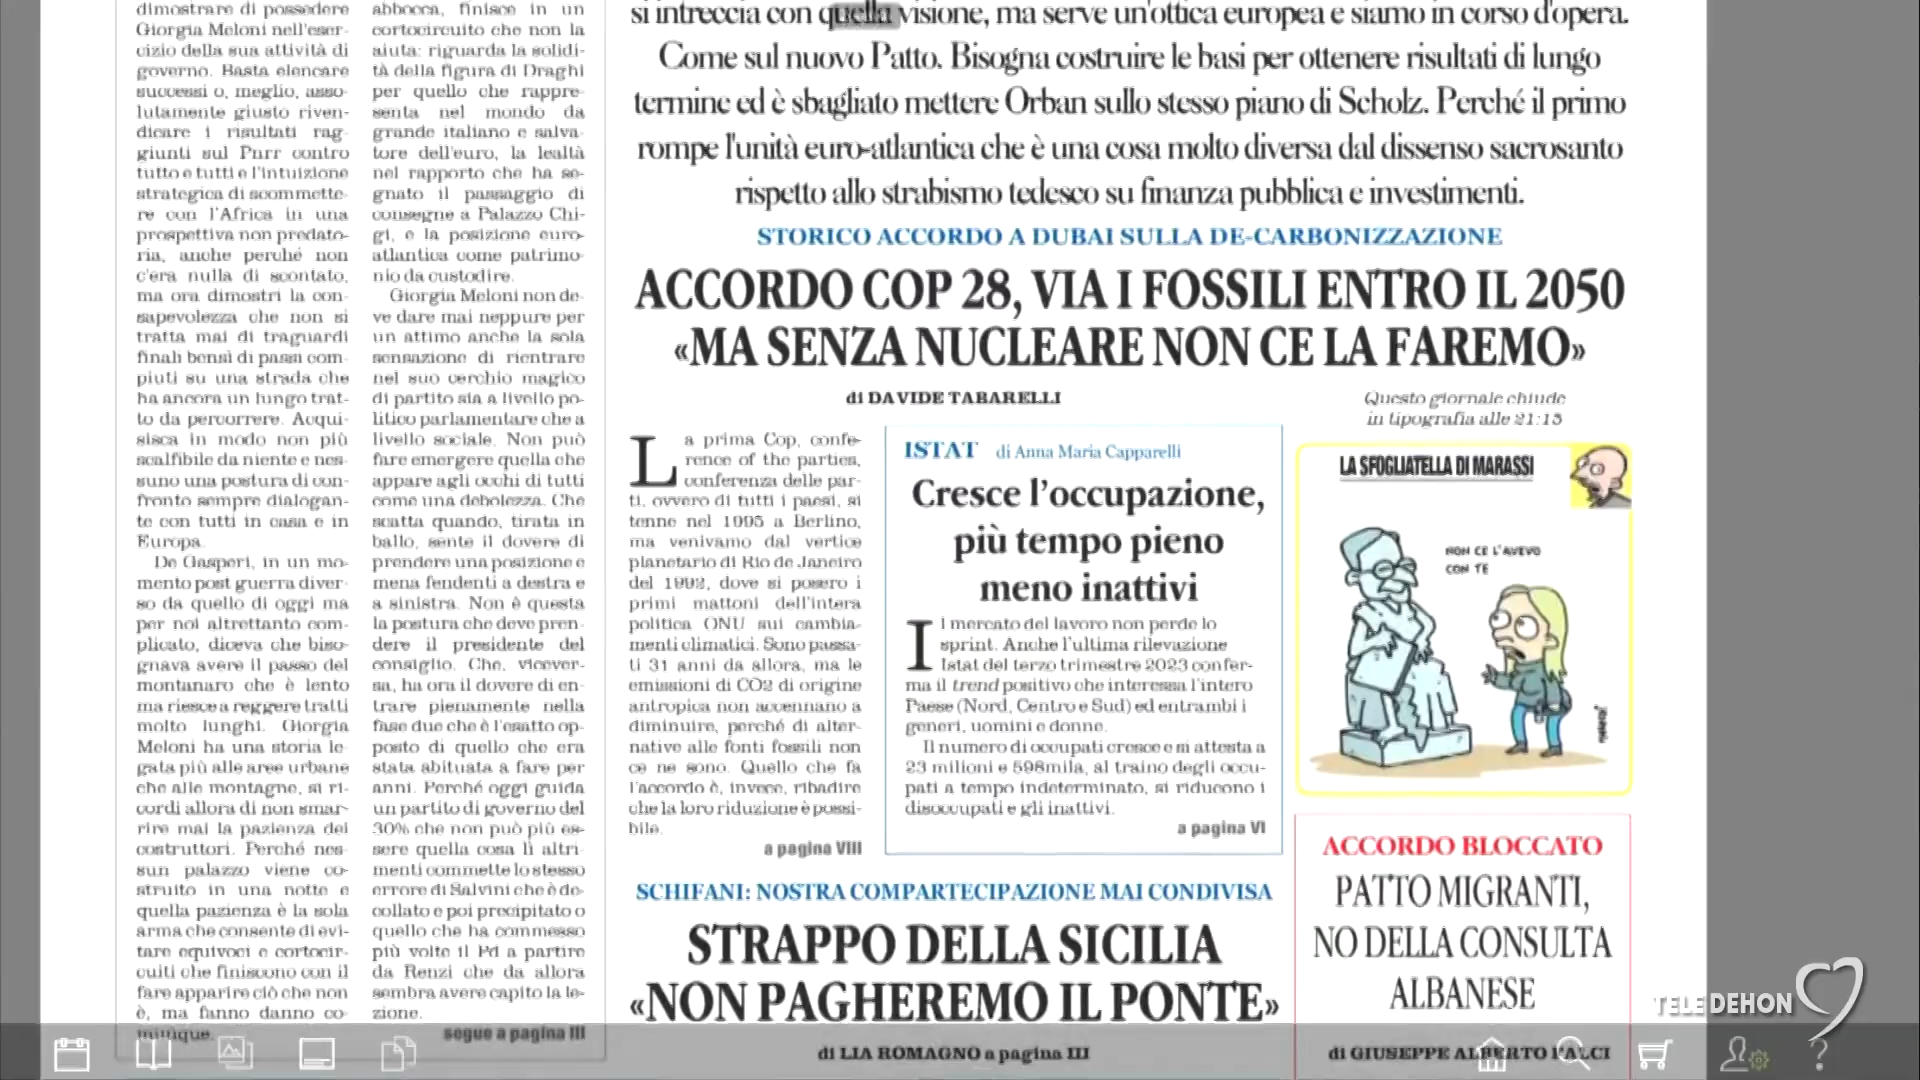 dimostrare di possedere
Giorgia Meloni nell'eser-
cizio della sua attività di
governo. Basta elencare
successi o, meglio, asso-
lutamente giusto riven-
dicare i risultati rag-
giunti sul Pnrr contro
tutto e tutti e l'intuizione
strategica di scommette-
re con l'Africa in una
prospettiva non predato-
ria, anche perché non
c'era nulla di scontato,
ma ora dimostri la con-
sapevolezza che non si
tratta mai di traguardi
finali bensì di passi com-
piuti su una strada che
ha ancora un lungo trat-
to da percorrere. Acqui-
sisca in modo non più
scalfibile da niente e nes-
suno una postura di con-
fronto sempre dialogan-
te con tutti in casa e in
Europa.
De Gasperi, in un mo-
mento post guerra diver-
so da quello di oggi ma
per noi altrettanto com-
plicato, diceva che biso-
gnava avere il passo del
montanaro che è lento
ma riesce a reggere tratti
molto lunghi. Giorgia
Meloni ha una storia le-
gata più alle aree urbane
che alle montagne, si ri-
cordi allora di non smar-
rire mai la pazienza dei
costruttori. Perché nes-
sun palazzo viene co-
struito in una notte e
quella pazienza è la sola
arma che consente di evi-
tare equivoci e cortocir-
cuiti che finiscono con il
fare apparire ciò che non
è, ma fanno danno co-
munque.
abbocca, finisce in un
cortocircuito che non la
aiuta: riguarda la solidi-
tà della figura di Draghi
per quello che rappre-
senta nel mondo da
grande italiano e salva-
tore dell'euro, la lealtà
nel rapporto che ha se-
gnato il passaggio di
consegne a Palazzo Chi-
gi, e la posizione euro-
atlantica come patrimo-
nio da custodire.
Giorgia Meloni non de-
ve dare mai neppure per
un attimo anche la sola
sensazione di rientrare
nel suo cerchio magico
di partito sia a livello po-
litico parlamentare che a
livello sociale. Non può
fare emergere quella che
appare agli occhi di tutti
come una debolezza. Che
scatta quando, tirata in
ballo, sente il dovere di
prendere una posizione e
mena fendenti a destra e
a sinistra. Non è questa
la postura che deve pren-
dere il presidente del
consiglio. Che, vicever-
sa, ha ora il dovere di en-
trare pienamente nella
fase due che è l'esatto op-
posto di quello che era
stata abituata a fare per
anni. Perché oggi guida
un partito di governo del
30% che non può più es-
sere quella cosa lì altri-
menti commette lo stesso
errore di Salvini che è de-
collato e poi precipitato o
quello che ha commesso
più volte il Pd a partire
da Renzi che da allora
sembra avere capito la le-
zione.
segue a pagina III
si intreccia con quella visione, ma serve un'ottica europea e siamo in corso d'opera.
Come sul nuovo Patto. Bisogna costruire le basi per ottenere risultati di lungo
termine ed è sbagliato mettere Orban sullo stesso piano di Scholz. Perché il primo
rompe l'unità euro-atlantica che è una cosa molto diversa dal dissenso sacrosanto
rispetto allo strabismo tedesco su finanza pubblica e investimenti.
STORICO ACCORDO A DUBAI SULLA DE-CARBONIZZAZIONE
ACCORDO COP 28, VIA I FOSSILI ENTRO IL 2050
«MA SENZA NUCLEARE NON CE LA FAREMO»
di DAVIDE TABARELLI
La prima Cop, confe-
rence of the parties,
conferenza delle par-
ti, ovvero di tutti i paesi, si
tenne nel 1995 a Berlino,
ma venivamo dal vertice
planetario di Rio de Janeiro
del 1992, dove si posero i
primi mattoni dell'intera
politica ONU sui cambia-
menti climatici. Sono passa-
ti 31 anni da allora, ma le
emissioni di CO2 di origine
antropica non accennano a
diminuire, perché di alter-
native alle fonti fossili non
ce ne sono. Quello che fa
l'accordo è, invece, ribadire
che la loro riduzione è possi-
bile.
a pagina VIII
ISTAT di Anna Maria Capparelli
Cresce l'occupazione,
più tempo pieno
meno inattivi
Il mercato del lavoro non perde lo
sprint. Anche l'ultima rilevazione
Istat del terzo trimestre 2023 confer-
ma il trend positivo che interessa l'intero
Paese (Nord, Centro e Sud) ed entrambi i
generi, uomini e donne.
Il numero di occupati cresce e si attesta a
23 milioni e 598mila, al traino degli occu-
pati a tempo indeterminato, si riducono i
disoccupati e gli inattivi.
a pagina VI
Questo giornale chiude
in tipografia alle 21:15
LA SFOGLIATELLA DI MARASSI
NON CE L'AVEVO
CON TE
SCHIFANI: NOSTRA COMPARTECIPAZIONE MAI CONDIVISA
STRAPPO DELLA SICILIA
«NON PAGHEREMO IL PONTE»
di LIA ROMAGNO a pagina III
ACCORDO BLOCCATO
PATTO MIGRANTI,
NO DELLA CONSULTA
ALBANESE
di GIUSEPPE ALBERTO FALCI
TELE DEHON